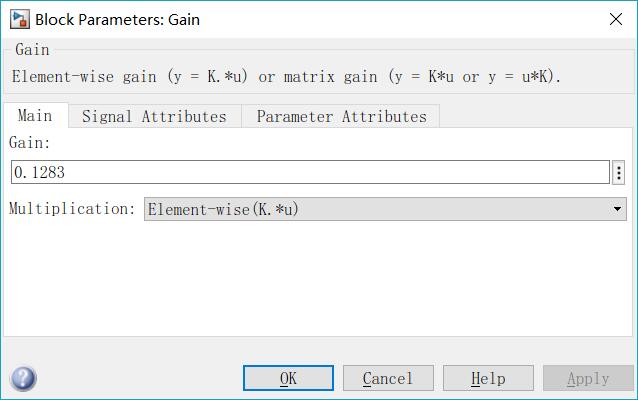 Block Parameters: Gain
Gain
Element-wise gain (y = K.*u) or matrix gain (y = K*u or y = u*K).
Main Signal Attributes Parameter Attributes
Gain:
0.1283
Multiplication: Element-wise(K.*u)
OK Cancel Help Apply